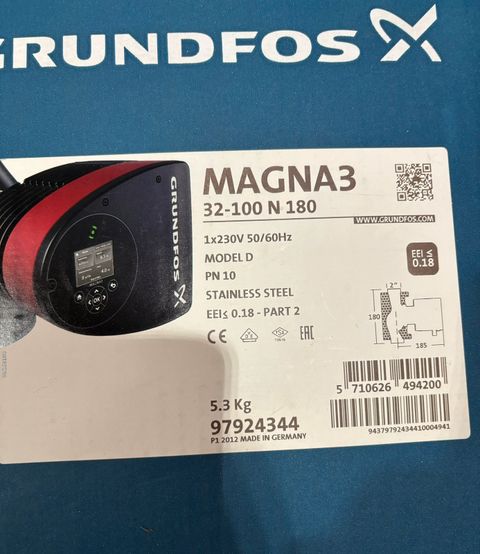 GRUNDFOS
GRUNDFOS
MAGNA3
32-100 N 180
WWW.GRUNDFOS.COM
1x230V 50/60Hz
MODEL D
PN 10
STAINLESS STEEL
EEI≤ 0.18 - PART 2
EEI ≤
0.18
CE
EAC
2"
180
185
OK
5.3 Kg
97924344
P1 2012 MADE IN GERMANY
5 710626 494200
94379792434410004941